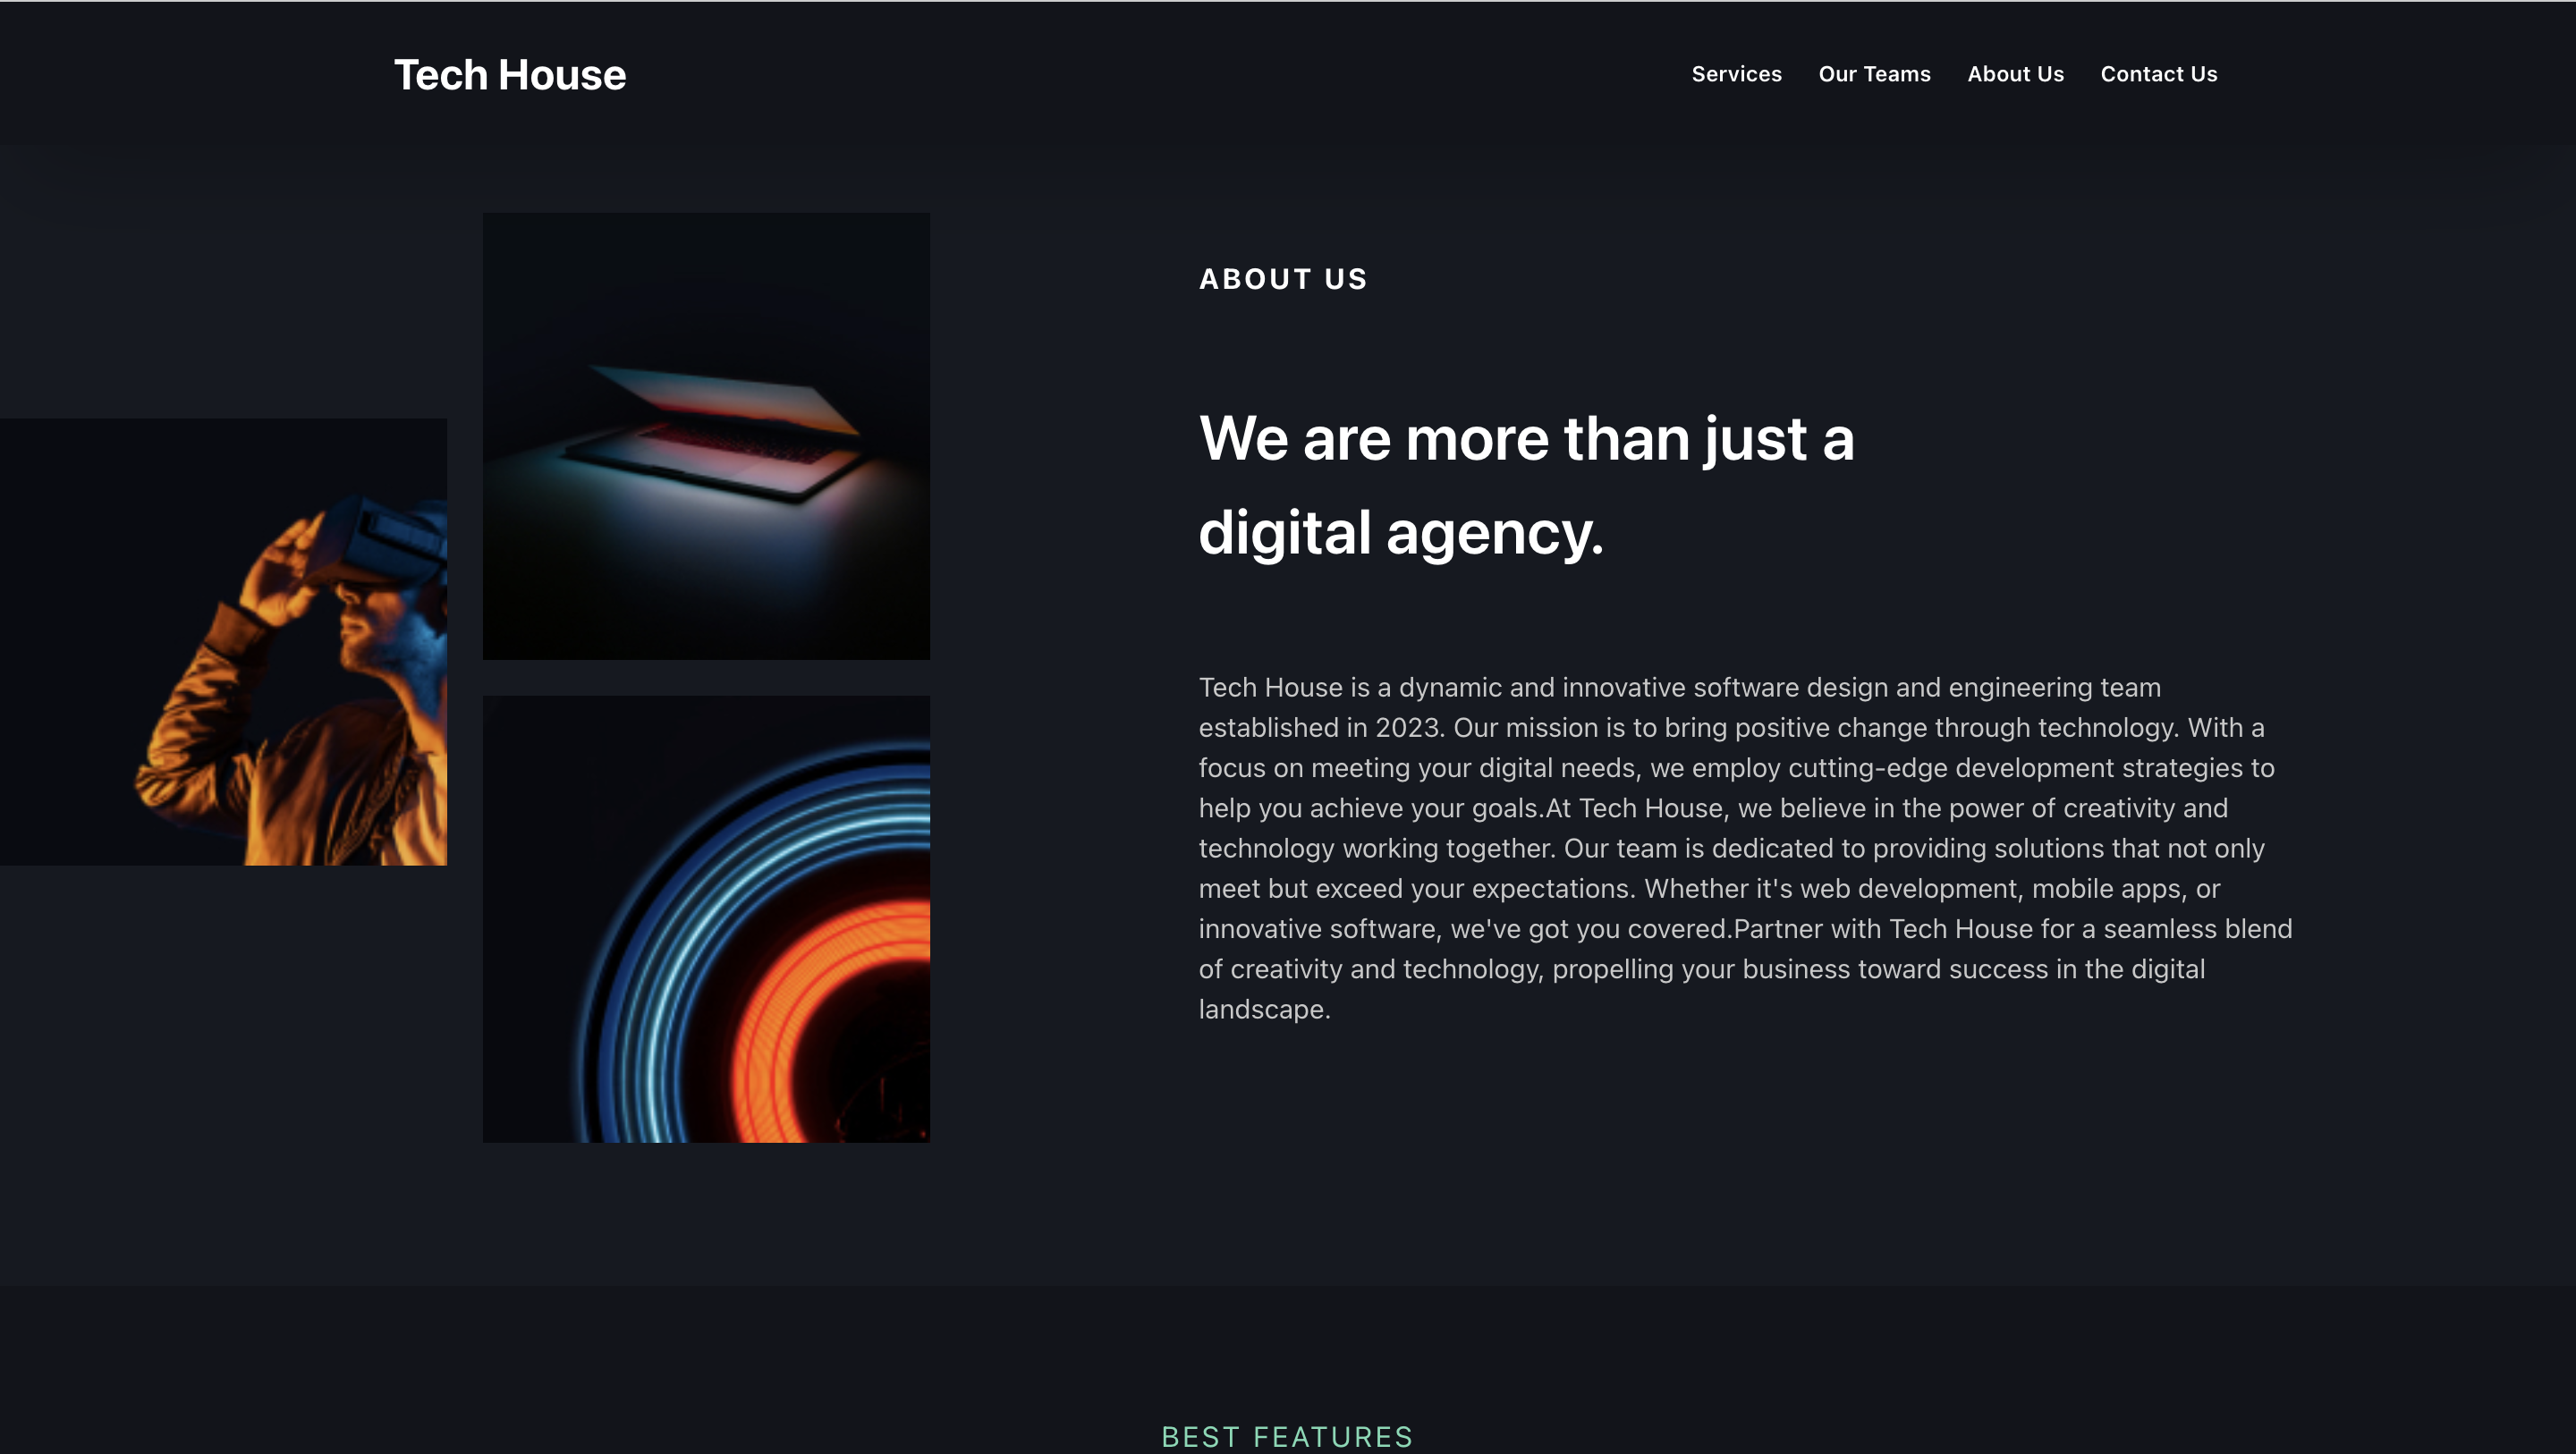 Tech House
Services Our Teams About Us Contact Us
ABOUT US
We are more than just a
digital agency.
Tech House is a dynamic and innovative software design and engineering team
established in 2023. Our mission is to bring positive change through technology. With a
focus on meeting your digital needs, we employ cutting-edge development strategies to
help you achieve your goals.At Tech House, we believe in the power of creativity and
technology working together. Our team is dedicated to providing solutions that not only
meet but exceed your expectations. Whether it's web development, mobile apps, or
innovative software, we've got you covered.Partner with Tech House for a seamless blend
of creativity and technology, propelling your business toward success in the digital
landscape.
BEST FEATURES